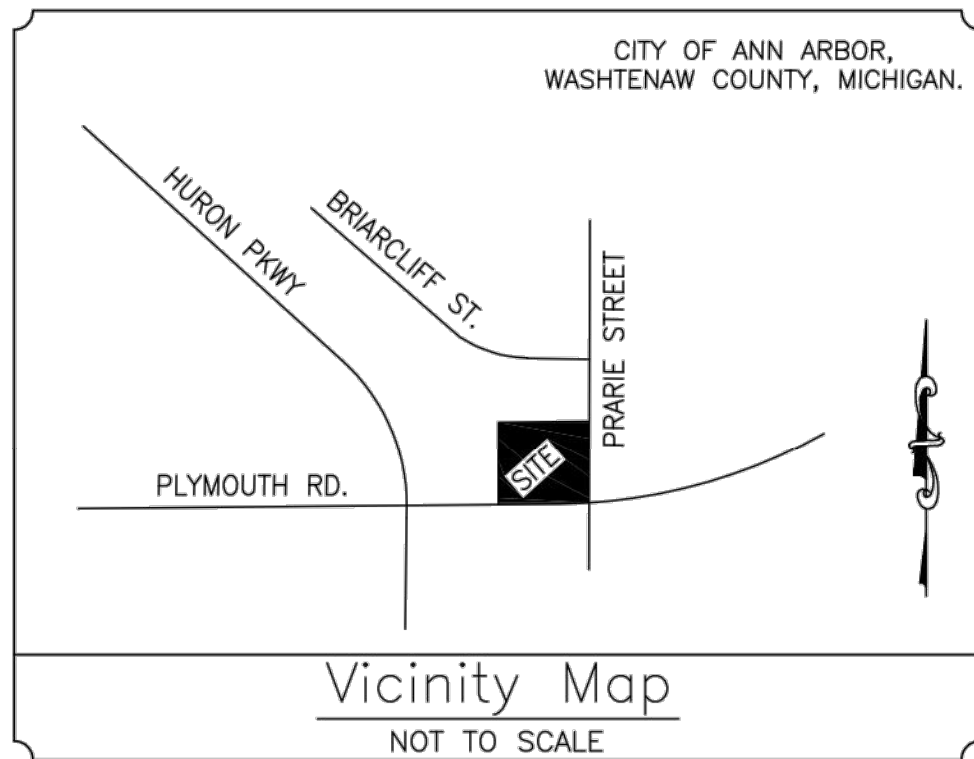 CITY OF ANN ARBOR,
WASHTENAW COUNTY, MICHIGAN.
HURON PKWY
BRIARCLIFF ST.
PRARIE STREET
SITE
PLYMOUTH RD.
Vicinity Map
NOT TO SCALE